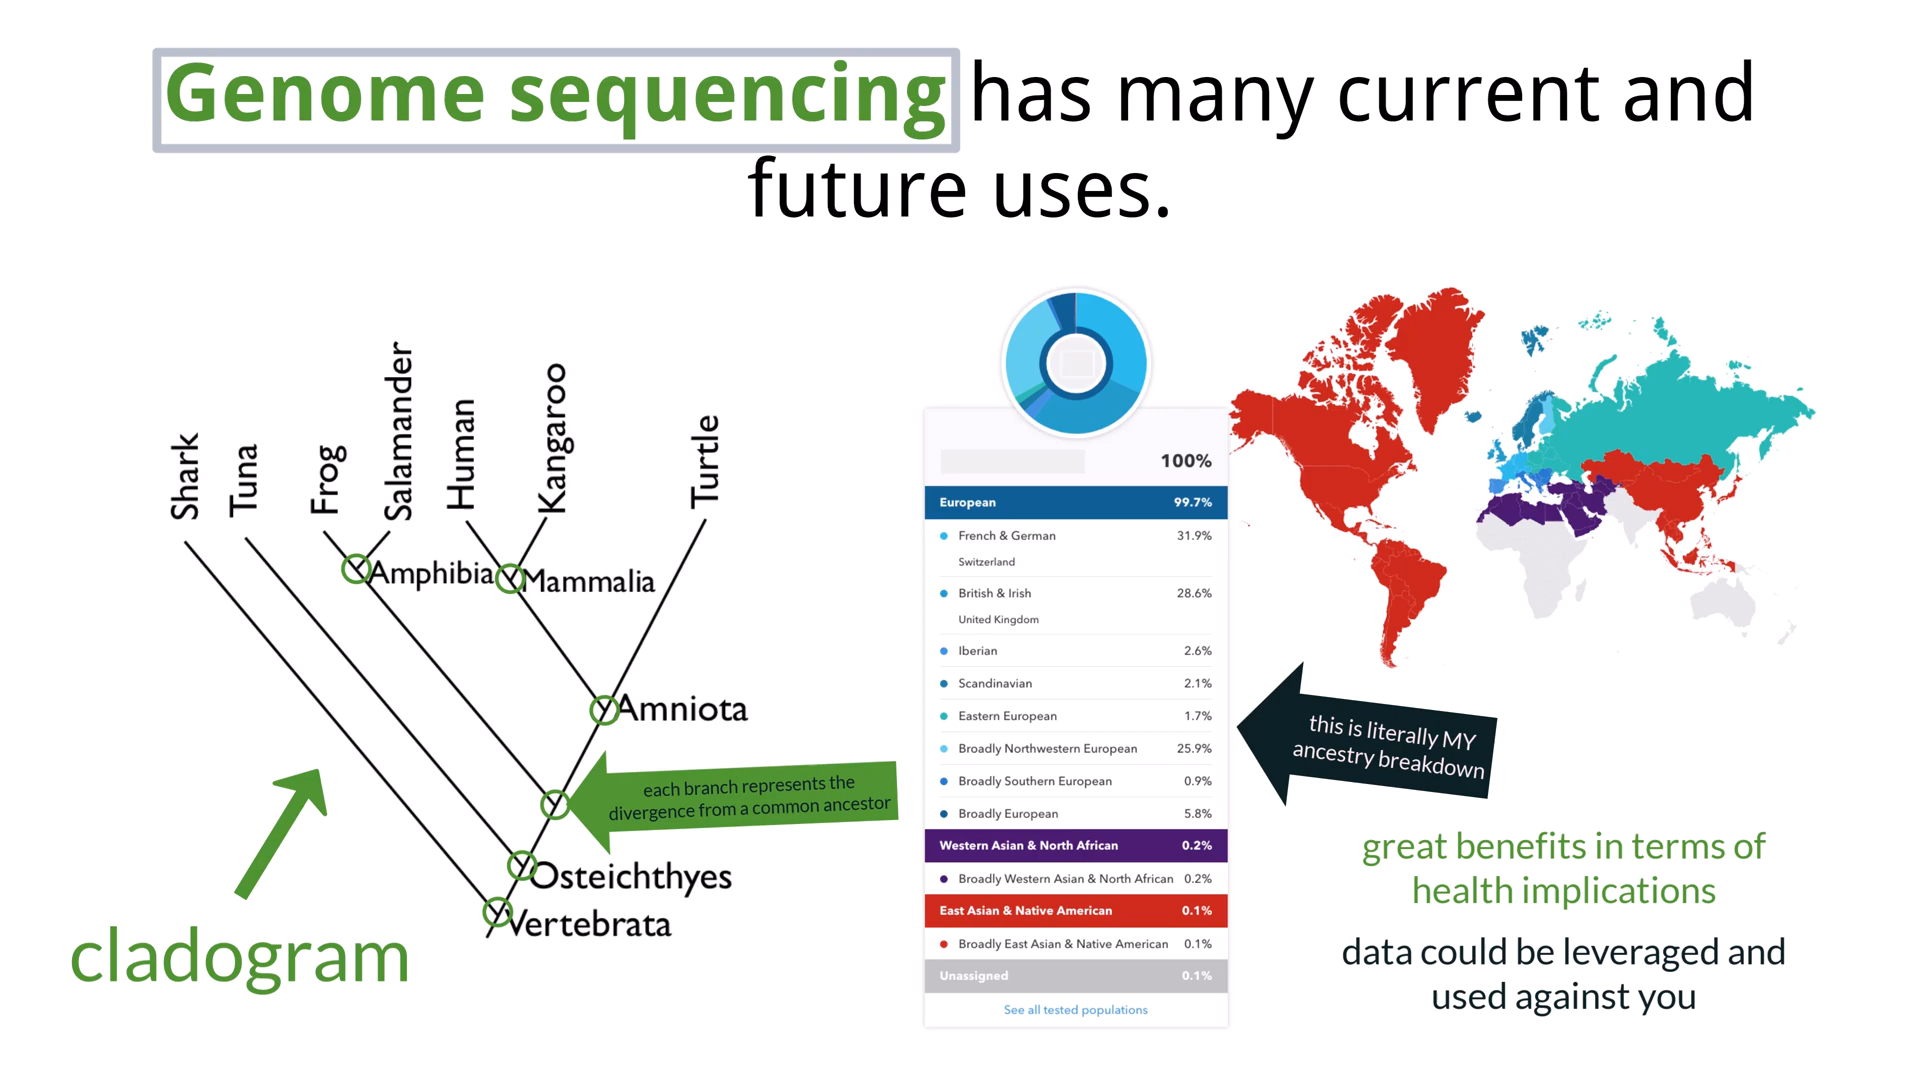 Genome sequencing has many current and
future uses.
Shark
Tuna
Frog
Salamander
Human
Kangaroo
Turtle
Amphibia
Mammalia
Amniota
each branch represents the
divergence from a common ancestor
Osteichthyes
Vertebrata
cladogram
100%
European 99.7%
French & German 31.9%
Switzerland
British & Irish 28.6%
United Kingdom
Iberian 2.6%
Scandinavian 2.1%
Eastern European 1.7%
Broadly Northwestern European 25.9%
Broadly Southern European 0.9%
Broadly European 5.8%
Western Asian & North African 0.2%
Broadly Western Asian & North African 0.2%
East Asian & Native American 0.1%
Broadly East Asian & Native American 0.1%
Unassigned 0.1%
See all tested populations
this is literally MY
ancestry breakdown
great benefits in terms of
health implications
data could be leveraged and
used against you